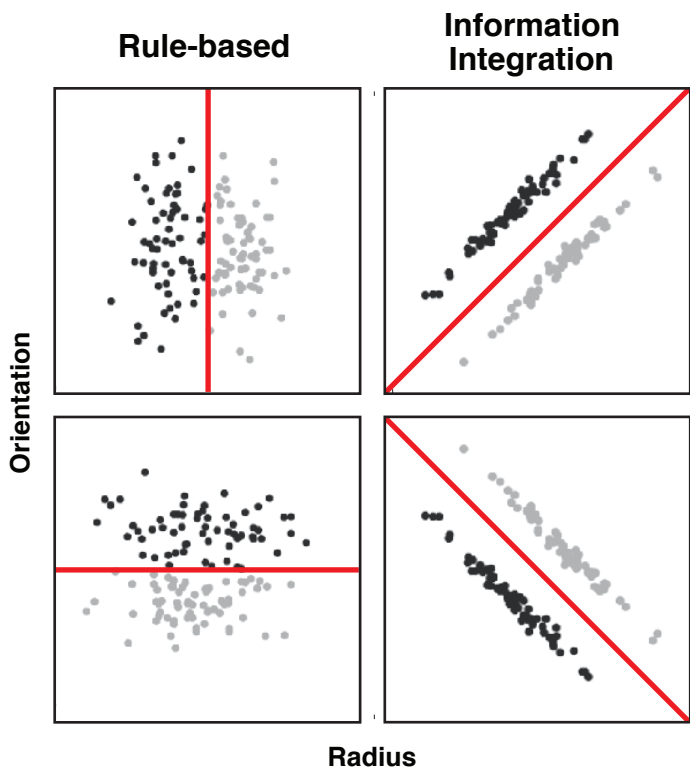 Rule-based
Information
Integration
Orientation
Radius